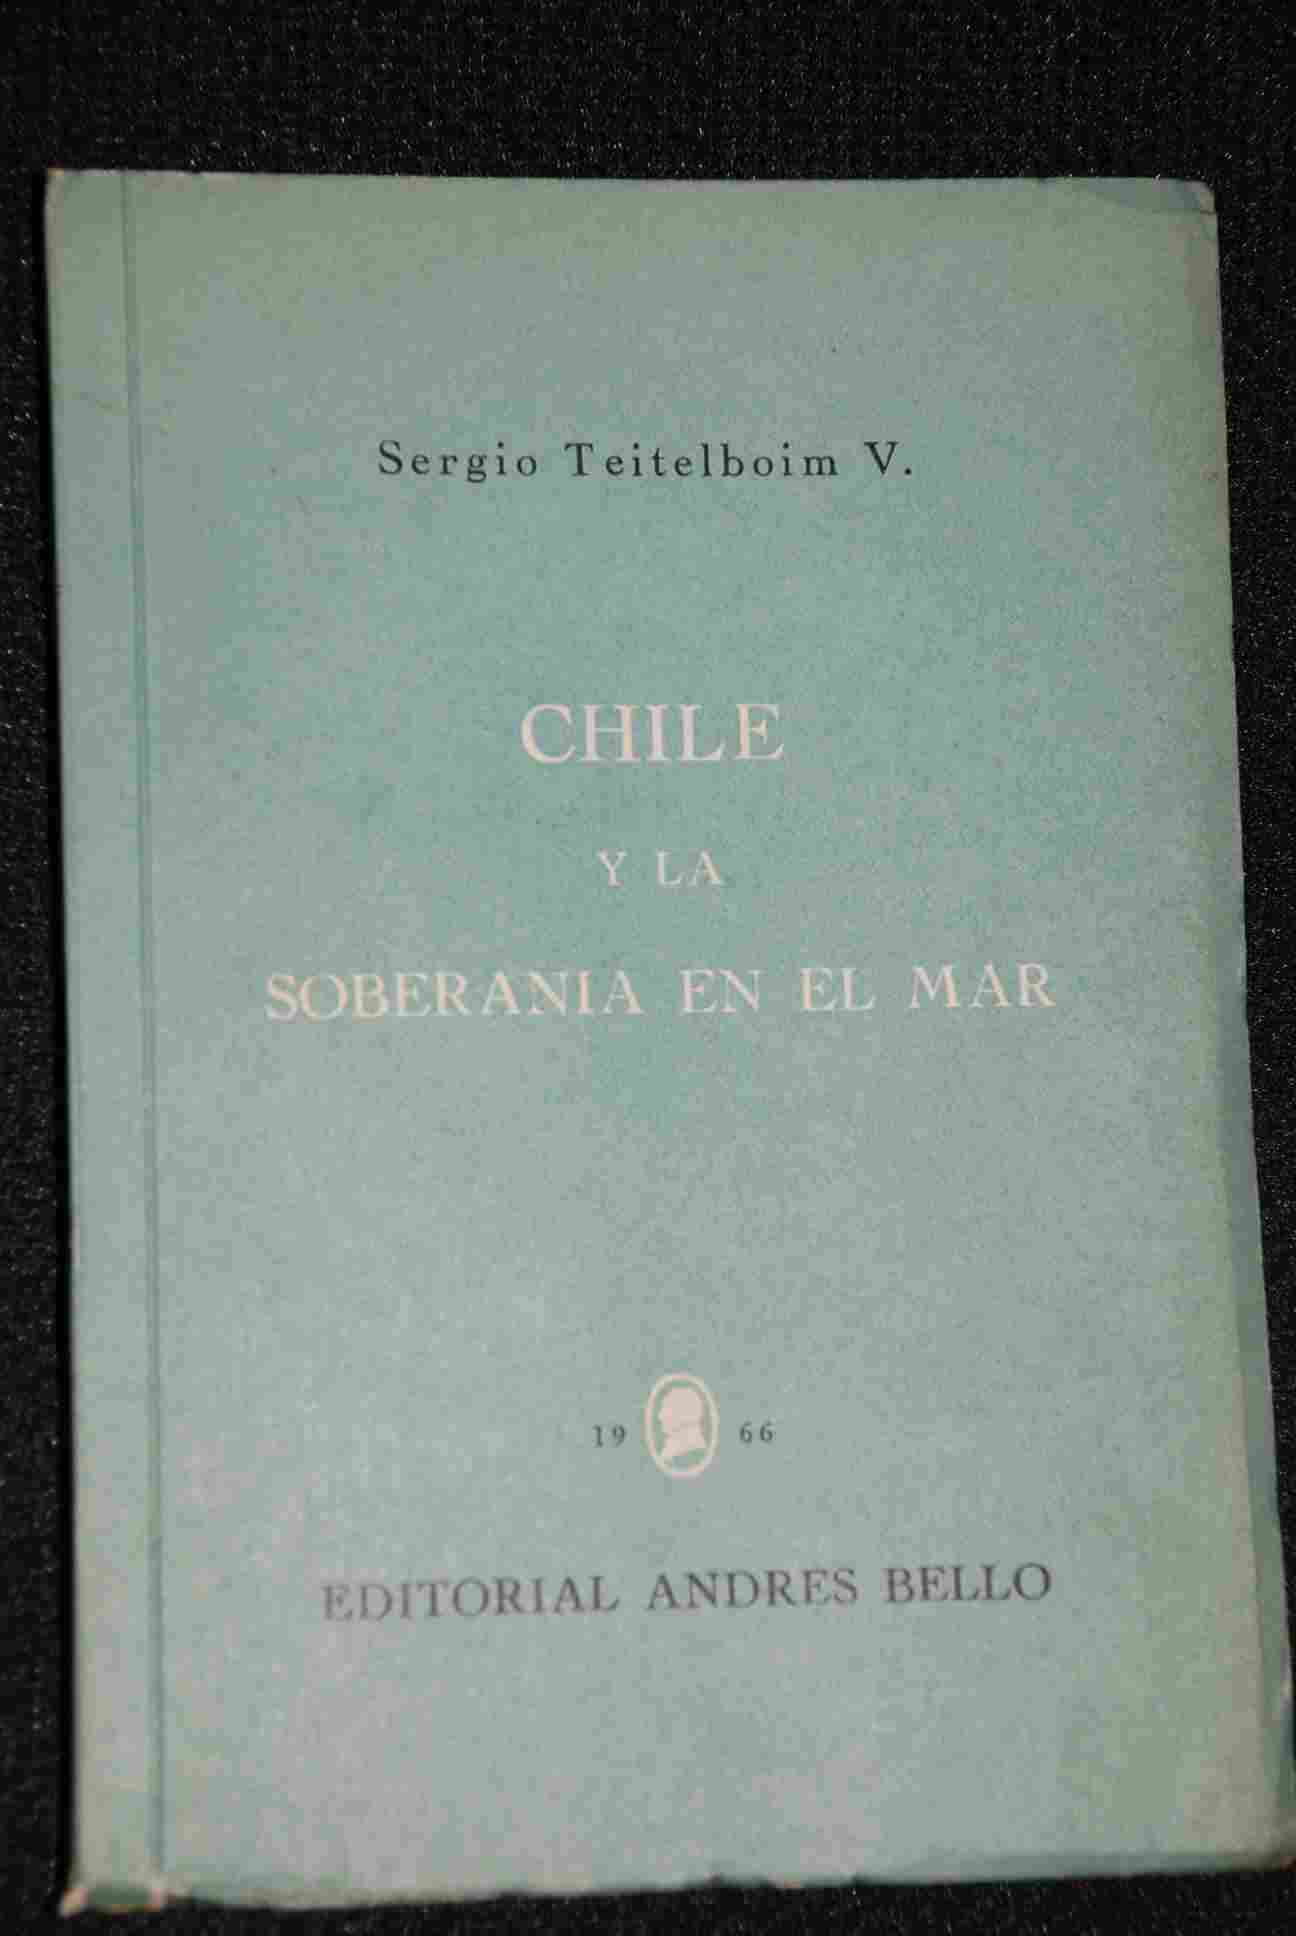 Sergio Teitelboim V.
CHILE
Y LA
SOBERANIA EN EL MAR
19 66
EDITORIAL ANDRES BELLO